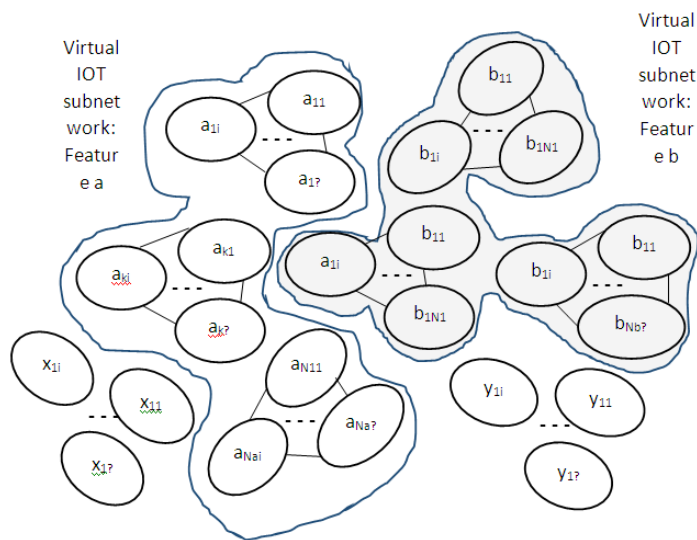 Virtual
IOT
subnet
work:
Featur
e a
Virtual
IOT
subnet
work:
Featur
e b
a11
a1i
a1?
b11
b1i
b1N1
ak1
aki
ak?
b11
a1i
b1N1
b11
b1i
bNb?
x1i
x11
x1?
aN11
aNai
aNa?
y1i
y11
y1?